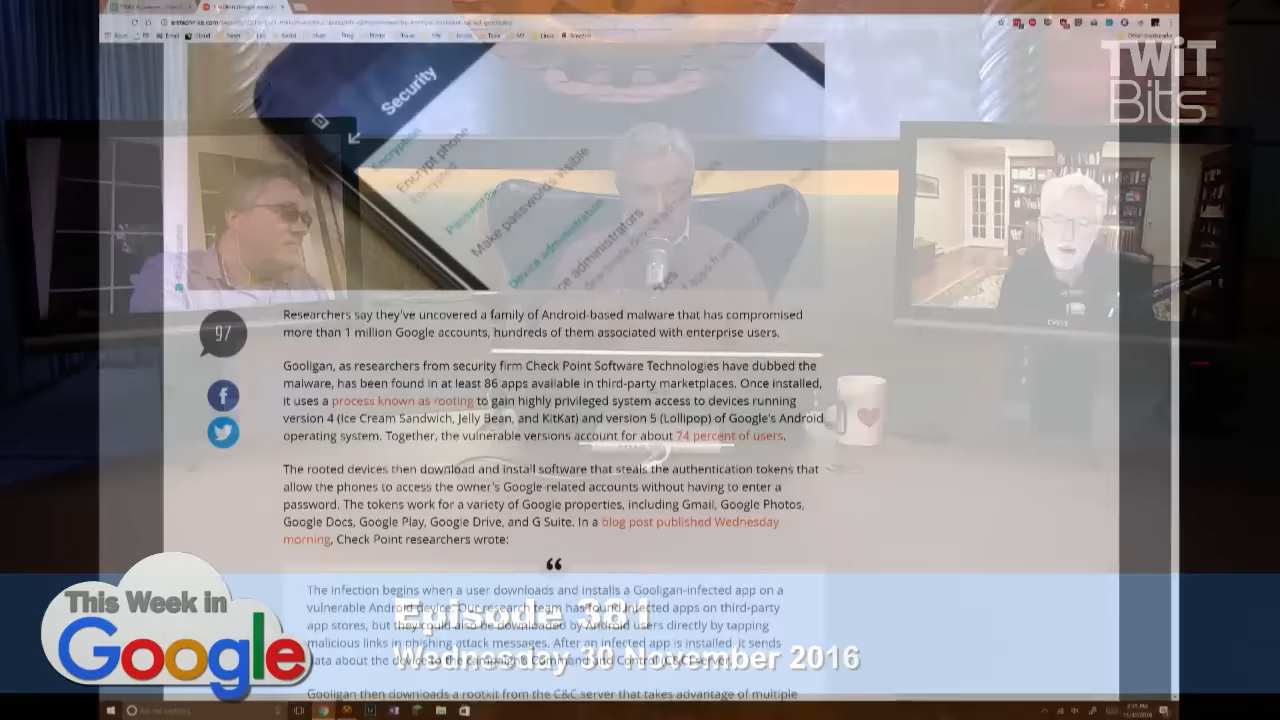 TWiT
Bits
Security
Encryption
Encrypt phone
Encrypted
Passwords
Make passwords visible
Device administration
administrators
97
Researchers say they've uncovered a family of Android-based malware that has compromised
more than 1 million Google accounts, hundreds of them associated with enterprise users.
Gooligan, as researchers from security firm Check Point Software Technologies have dubbed the
malware, has been found in at least 86 apps available in third-party marketplaces. Once installed,
it uses a process known as rooting to gain highly privileged system access to devices running
version 4 (Ice Cream Sandwich, Jelly Bean, and KitKat) and version 5 (Lollipop) of Google's Android
operating system. Together, the vulnerable versions account for about 74 percent of users.
The rooted devices then download and install software that steals the authentication tokens that
allow the phones to access the owner's Google-related accounts without having to enter a
password. The tokens work for a variety of Google properties, including Gmail, Google Photos,
Google Docs, Google Play, Google Drive, and G Suite. In a blog post published Wednesday
morning, Check Point researchers wrote:
“
The infection begins when a user downloads and installs a Gooligan-infected app on a
vulnerable Android device. Our research team has found infected apps on third-party
app stores, but they could also be downloaded by Android users directly by tapping
malicious links in phishing attack messages. After an infected app is installed, it sends
data about the device to the campaign's Command and Control (C&C) server.
Gooligan then downloads a rootkit from the C&C server that takes advantage of multiple
This Week in
Google
Episode 381
Wednesday 30 November 2016
TWiT